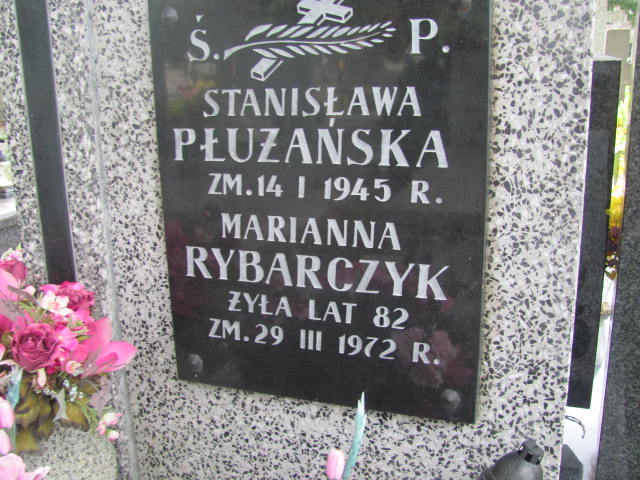 Ś. P.
STANISŁAWA
PŁUŻAŃSKA
ZM. 14 I 1945 R.
MARIANNA
RYBARCZYK
ŻYŁA LAT 82
ZM. 29 III 1972 R.